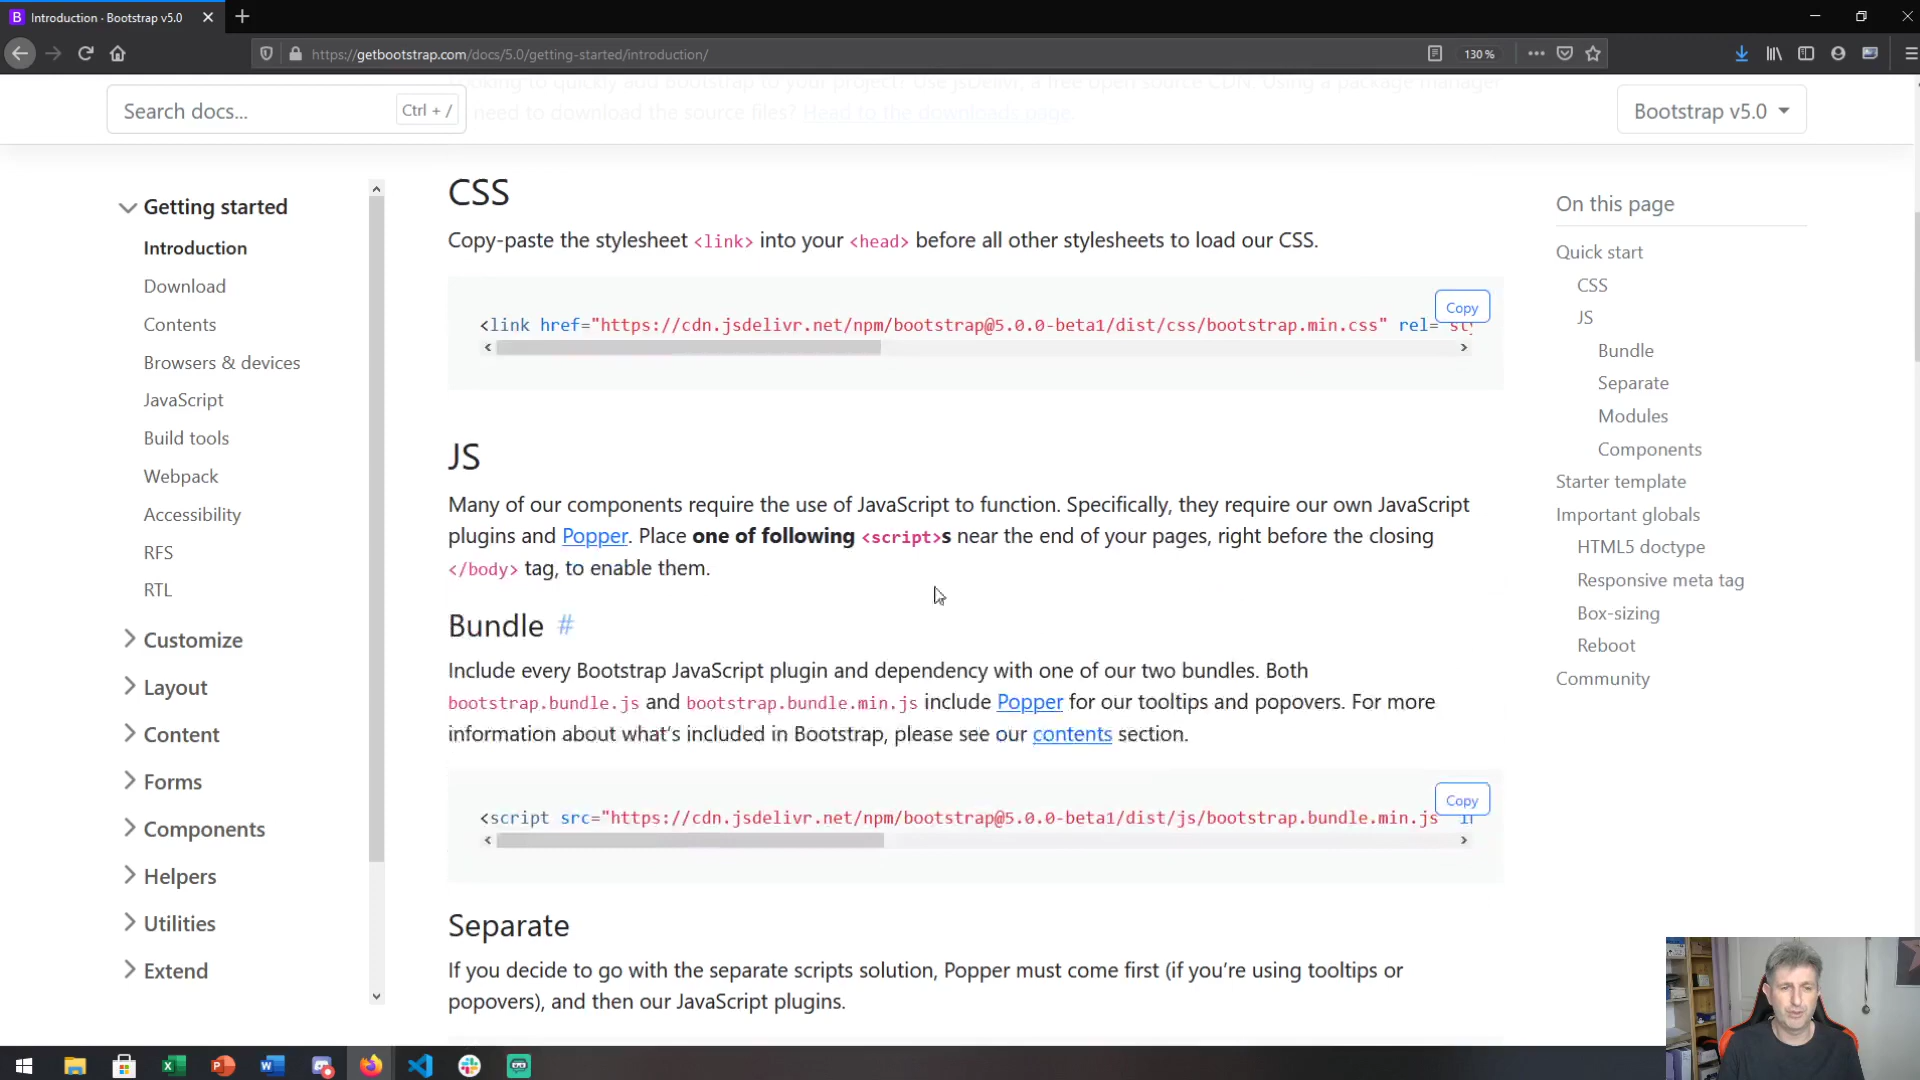 Introduction · Bootstrap v5.0
https://getbootstrap.com/docs/5.0/getting-started/introduction/
130 %
Search docs...
Ctrl + /
need to download the source files? Head to the downloads page.
Bootstrap v5.0
Getting started
Introduction
Download
Contents
Browsers & devices
JavaScript
Build tools
Webpack
Accessibility
RFS
RTL
Customize
Layout
Content
Forms
Components
Helpers
Utilities
Extend
CSS
Copy-paste the stylesheet <link> into your <head> before all other stylesheets to load our CSS.
Copy
<link href="https://cdn.jsdelivr.net/npm/bootstrap@5.0.0-beta1/dist/css/bootstrap.min.css" rel=
JS
Many of our components require the use of JavaScript to function. Specifically, they require our own JavaScript
plugins and Popper. Place one of following <script>s near the end of your pages, right before the closing
</body> tag, to enable them.
Bundle #
Include every Bootstrap JavaScript plugin and dependency with one of our two bundles. Both
bootstrap.bundle.js and bootstrap.bundle.min.js include Popper for our tooltips and popovers. For more
information about what's included in Bootstrap, please see our contents section.
Copy
<script src="https://cdn.jsdelivr.net/npm/bootstrap@5.0.0-beta1/dist/js/bootstrap.bundle.min.js
Separate
If you decide to go with the separate scripts solution, Popper must come first (if you're using tooltips or
popovers), and then our JavaScript plugins.
On this page
Quick start
CSS
JS
Bundle
Separate
Modules
Components
Starter template
Important globals
HTML5 doctype
Responsive meta tag
Box-sizing
Reboot
Community